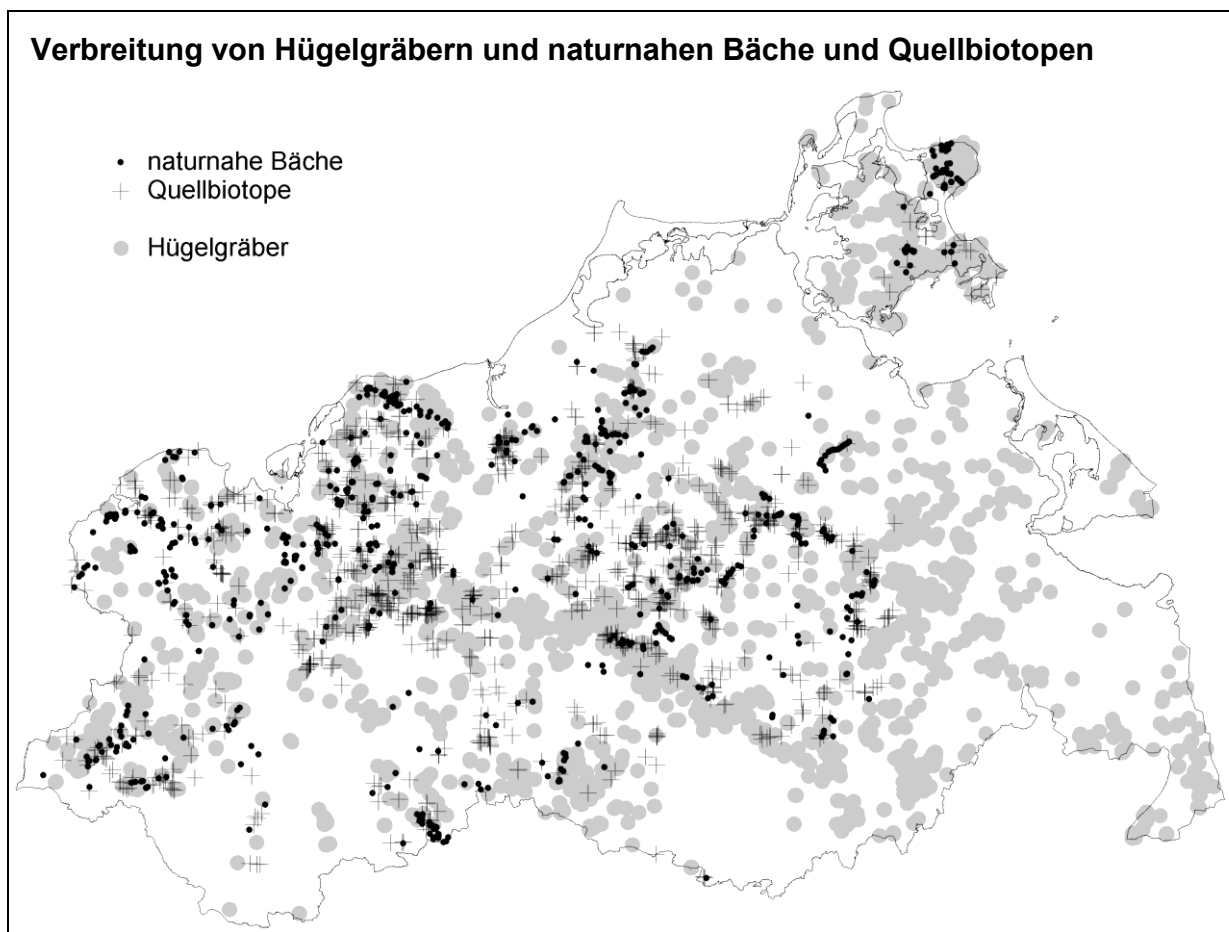 Verbreitung von Hügelgräbern und naturnahen Bäche und Quellbiotopen
naturnahe Bäche
Quellbiotope
Hügelgräber